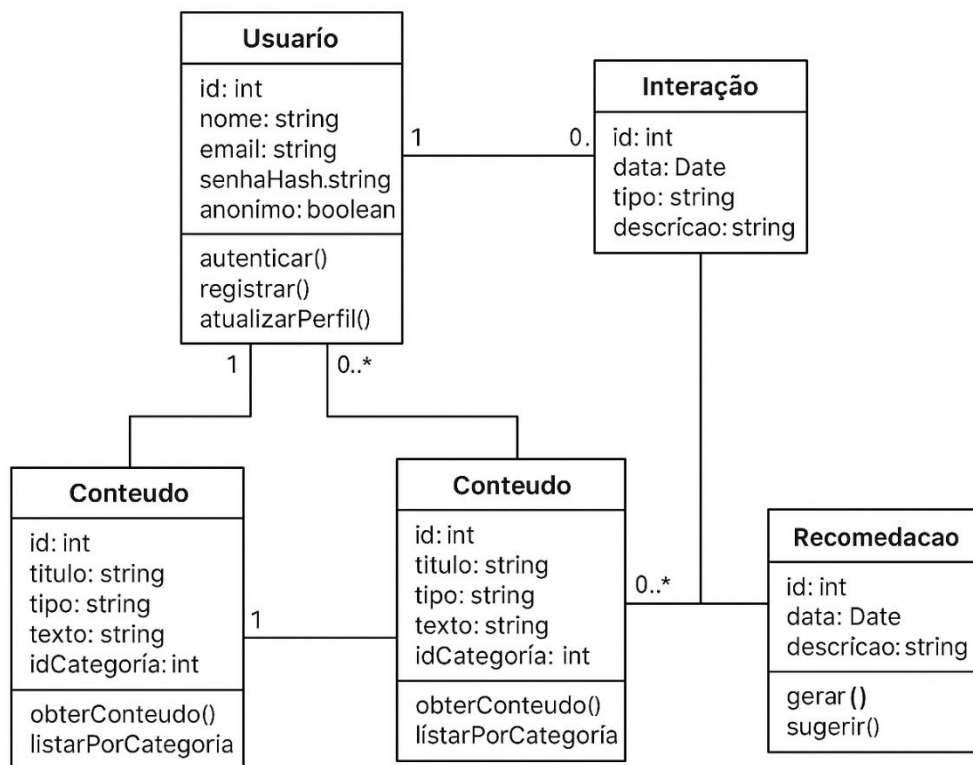 Usuarío
id: int
nome: string
email: string
senhaHash.string
anonimo: boolean
autenticar()
registrar()
atualizarPerfil()
1
0.
Interação
id: int
data: Date
tipo: string
descrícao: string
1
0..*
Conteudo
id: int
titulo: string
tipo: string
texto: string
idCategoría: int
obterConteudo()
listarPorCategoria
1
Conteudo
id: int
titulo: string
tipo: string
texto: string
idCategoría: int
obterConteudo()
lístarPorCategoría
0..*
Recomedacao
id: int
data: Date
descricao: string
gerar()
sugerir()